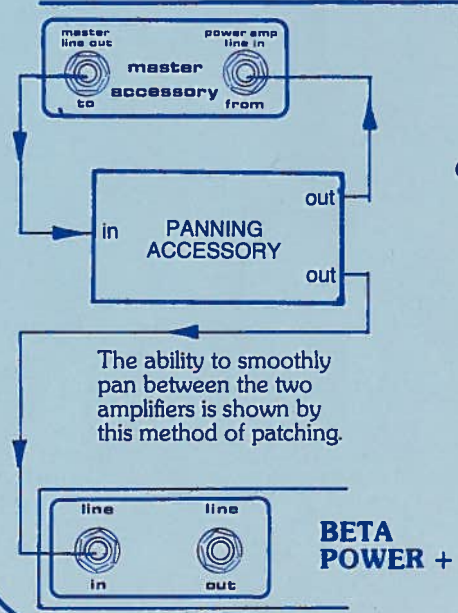 master line out
power amp line in
master accessory
to
from
out
in
PANNING ACCESSORY
out
The ability to smoothly
pan between the two
amplifiers is shown by
this method of patching.
line
line
in
out
BETA
POWER +